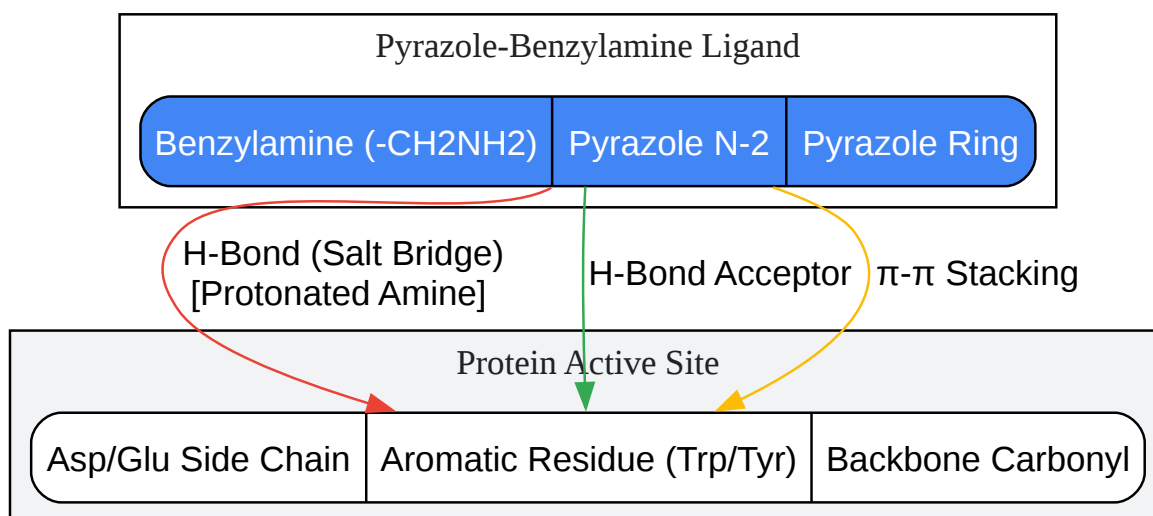 Pyrazole-Benzylamine Ligand
Benzylamine (-CH2NH2) Pyrazole N-2 Pyrazole Ring
H-Bond (Salt Bridge)
[Protonated Amine]
H-Bond Acceptor
π-π Stacking
Protein Active Site
Asp/Glu Side Chain Aromatic Residue (Trp/Tyr) Backbone Carbonyl